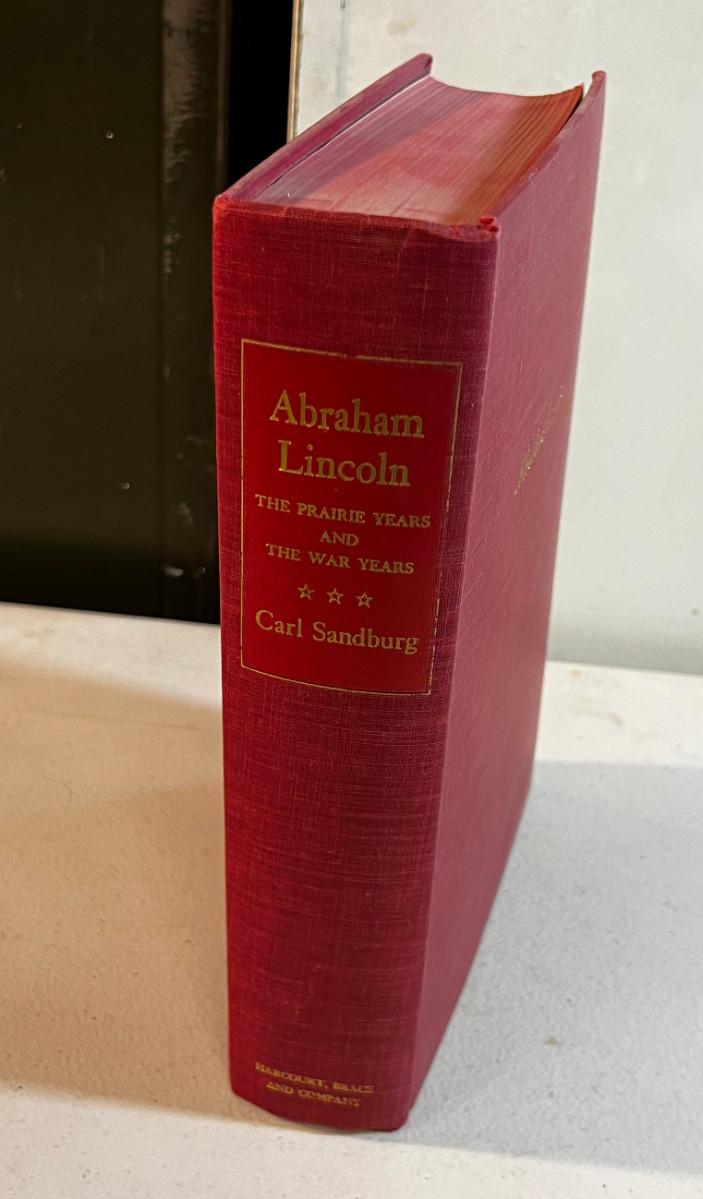 Abraham
Lincoln
THE PRAIRIE YEARS
AND
THE WAR YEARS
☆ ☆ ☆
Carl Sandburg
HARCOURT, BRACE
AND COMPANY